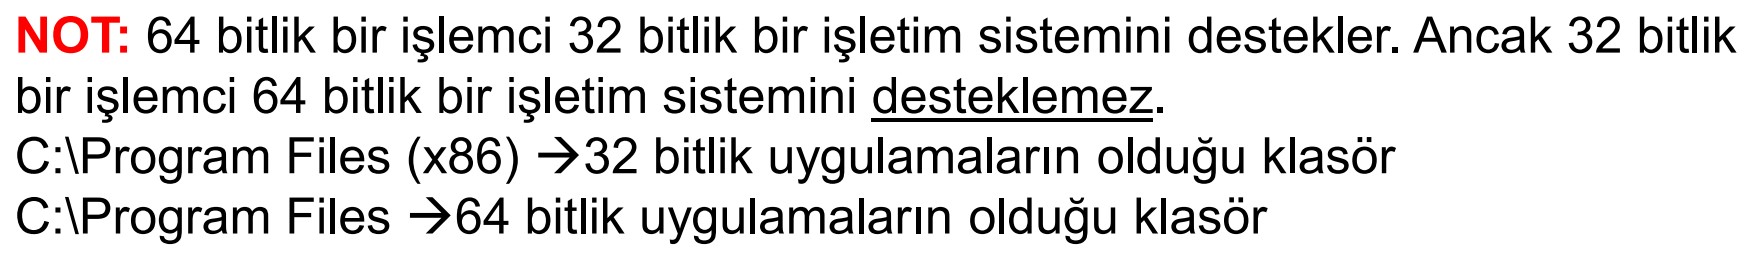 NOT: 64 bitlik bir işlemci 32 bitlik bir işletim sistemini destekler. Ancak 32 bitlik
bir işlemci 64 bitlik bir işletim sistemini desteklemez.
C:\Program Files (x86) →32 bitlik uygulamaların olduğu klasör
C:\Program Files →64 bitlik uygulamaların olduğu klasör